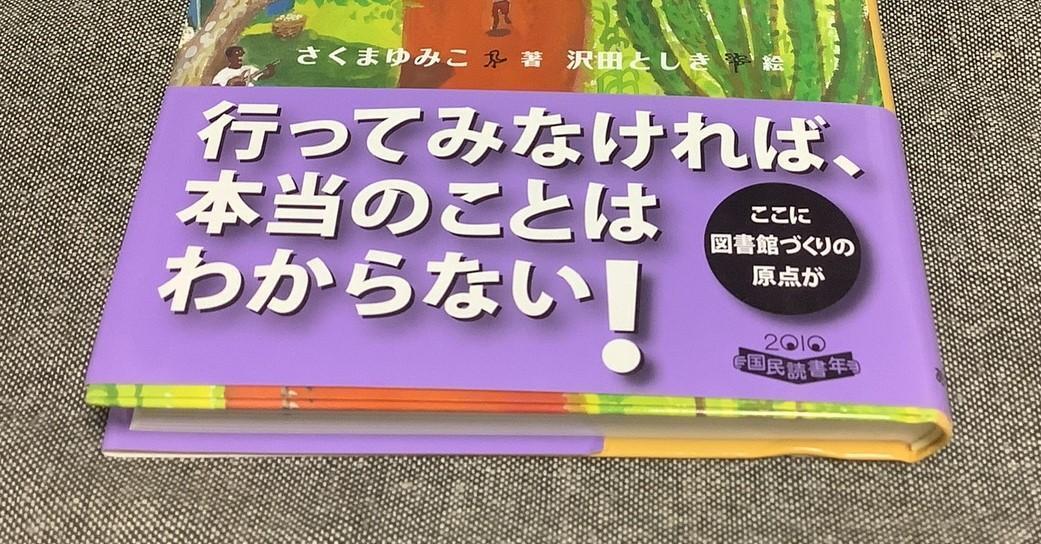 さくまゆみこ 著 沢田としき 絵
行ってみなければ、
本当のことは
わからない!
ここに
図書館づくりの
原点が
2010
国民読書年